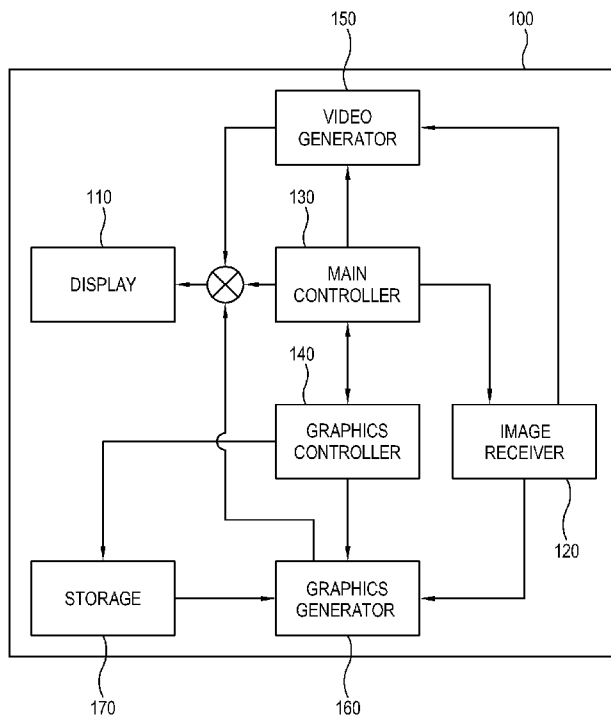 150
100
VIDEO
GENERATOR
110
130
DISPLAY
MAIN
CONTROLLER
140
GRAPHICS
CONTROLLER
IMAGE
RECEIVER
120
STORAGE
GRAPHICS
GENERATOR
170
160